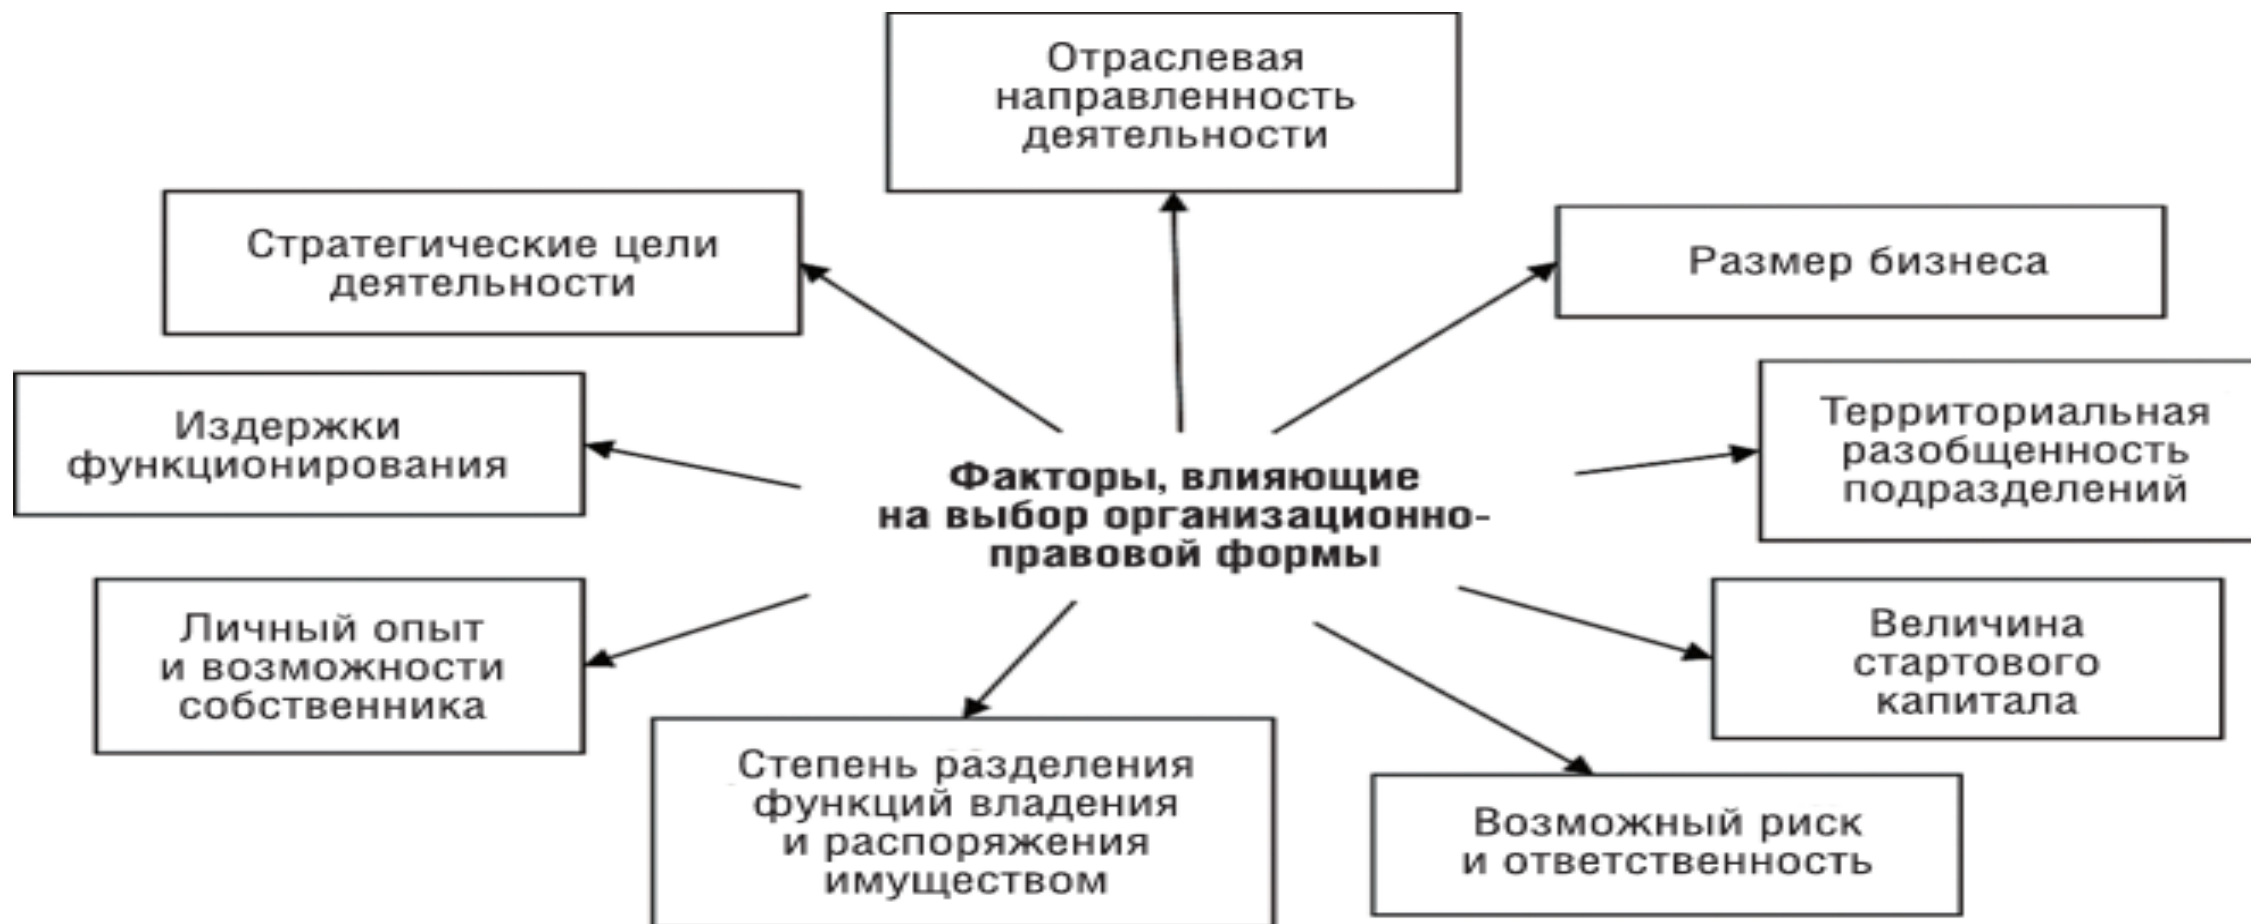 Отраслевая
направленность
деятельности
Стратегические цели
деятельности
Размер бизнеса
Издержки
функционирования
Территориальная
разобщенность
подразделений
Факторы, влияющие
на выбор организационно-
правовой формы
Личный опыт
и возможности
собственника
Величина
стартового
капитала
Степень разделения
функций владения
и распоряжения
имуществом
Возможный риск
и ответственность